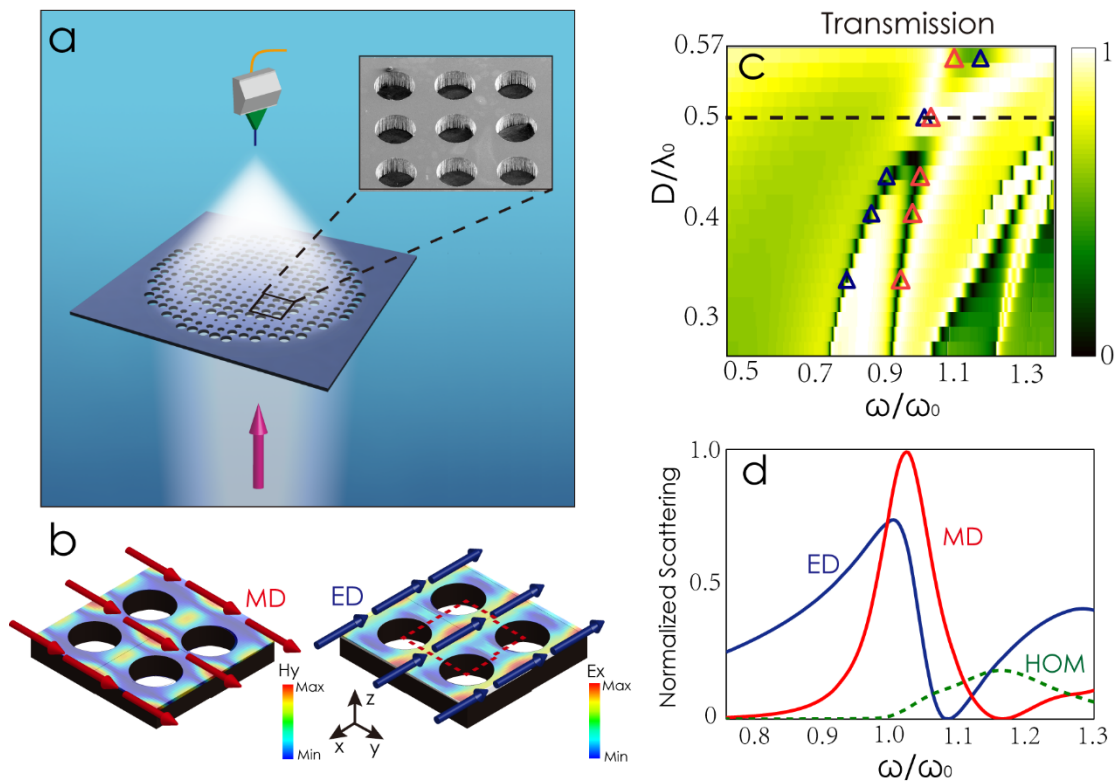 a
b
MD
Hy
Max
Min
z
x
y
ED
Ex
Max
Min
Transmission
c
0.57
0.5
0.4
0.3
D/λ₀
0.5
0.7
0.9
1.1
1.3
ω/ω₀
1
0
d
1.0
0.5
0
Normalized Scattering
ED
MD
HOM
0.8
0.9
1.0
1.1
1.2
1.3
ω/ω₀